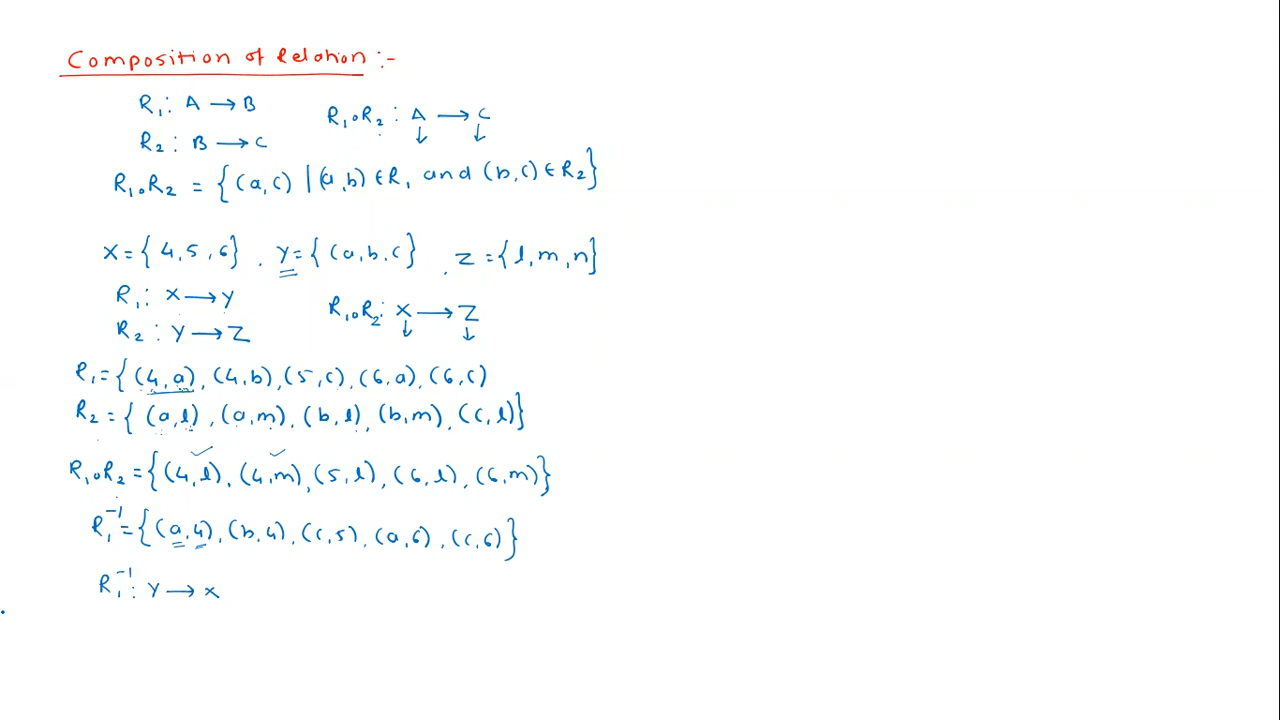 Composition of Relation :-
R₁: A → B
R₁∘R₂ : A → C
↓ ↓
R₂ : B → C
R₁∘R₂ = {(a,c) | (a,b) ∈ R₁ and (b,c) ∈ R₂}
X = {4,5,6} , Y = {(a,b,c} , Z = {l,m,n}
R₁: X → Y
R₁∘R₂: X → Z
↓ ↓
R₂ : Y → Z
R₁ = {(4,a), (4,b), (5,c), (6,a), (6,c)
R₂ = { (a,l), (a,m), (b,l), (b,m), (c,l)}
R₁∘R₂ = {(4,l), (4,m), (5,l), (6,l), (6,m)}
R₁⁻¹ = {(a,4), (b,4), (c,5), (a,6), (c,6)}
R₁⁻¹: Y → X